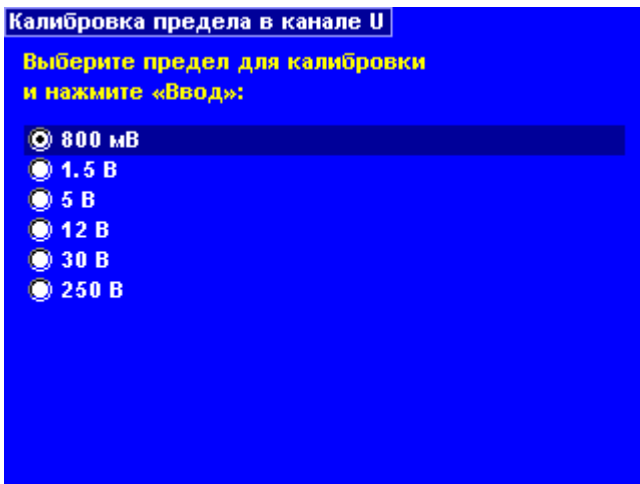 Калибровка предела в канале U
Выберите предел для калибровки
и нажмите «Ввод»:
800 мВ
1.5 В
5 В
12 В
30 В
250 В